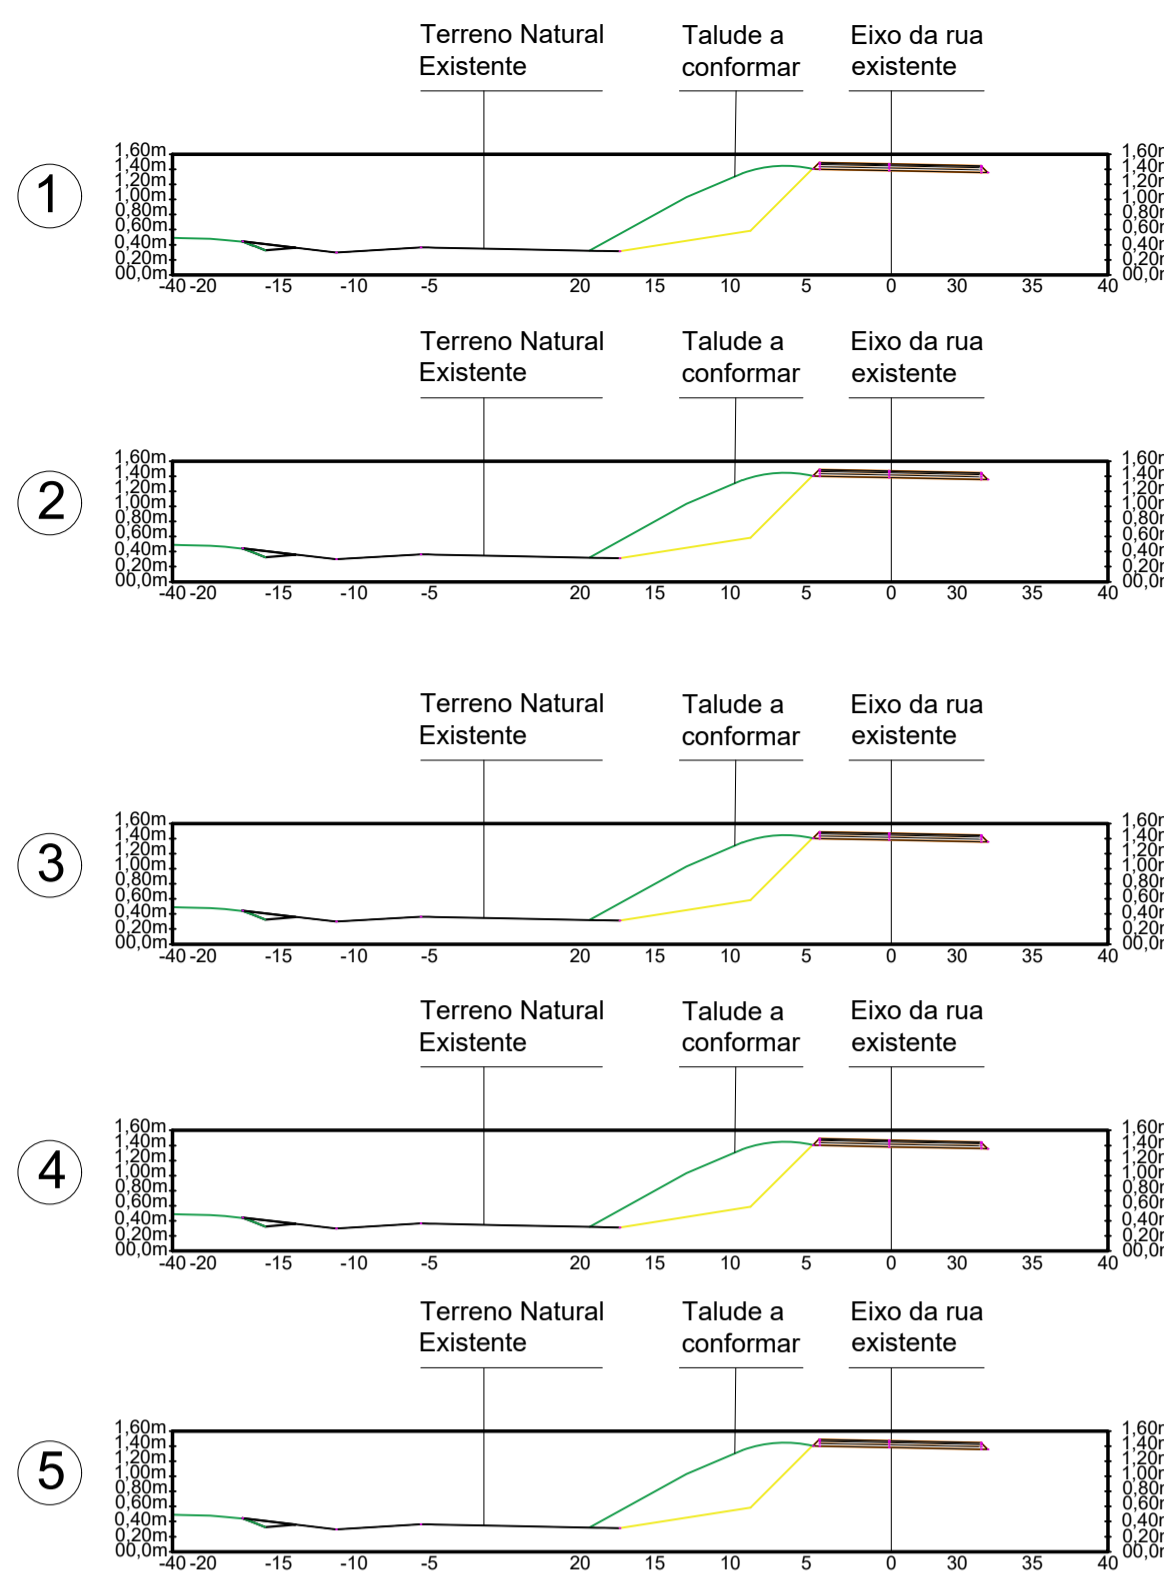 Terreno Natural Existente
Talude a conformar
Eixo da rua existente
1
1,60m
1,40m
1,20m
1,00m
0,80m
0,60m
0,40m
0,20m
00,0m
-40 -20 -15 -10 -5 20 15 10 5 0 30 35 40
Terreno Natural Existente
Talude a conformar
Eixo da rua existente
2
1,60m
1,40m
1,20m
1,00m
0,80m
0,60m
0,40m
0,20m
00,0m
-40 -20 -15 -10 -5 20 15 10 5 0 30 35 40
Terreno Natural Existente
Talude a conformar
Eixo da rua existente
3
1,60m
1,40m
1,20m
1,00m
0,80m
0,60m
0,40m
0,20m
00,0m
-40 -20 -15 -10 -5 20 15 10 5 0 30 35 40
Terreno Natural Existente
Talude a conformar
Eixo da rua existente
4
1,60m
1,40m
1,20m
1,00m
0,80m
0,60m
0,40m
0,20m
00,0m
-40 -20 -15 -10 -5 20 15 10 5 0 30 35 40
Terreno Natural Existente
Talude a conformar
Eixo da rua existente
5
1,60m
1,40m
1,20m
1,00m
0,80m
0,60m
0,40m
0,20m
00,0m
-40 -20 -15 -10 -5 20 15 10 5 0 30 35 40